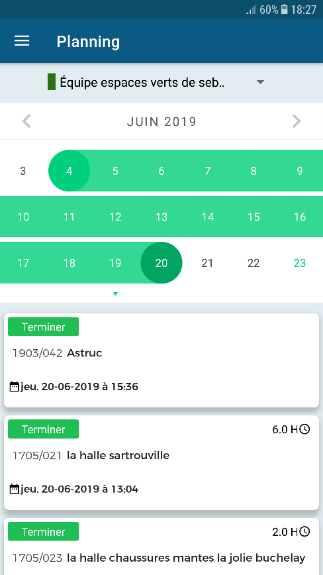 60% 18:27
Planning
Équipe espaces verts de seb..
JUIN 2019
3 4 5 6 7 8 9
10 11 12 13 14 15 16
17 18 19 20 21 22 23
Terminer
1903/042 Astruc
jeu. 20-06-2019 à 15:36
Terminer 6.0 H
1705/021 la halle sartrouville
jeu. 20-06-2019 à 13:04
Terminer 2.0 H
1705/023 la halle chaussures mantes la jolie buchelay